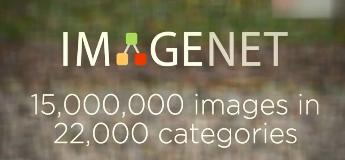 IMAGENET
15,000,000 images in
22,000 categories